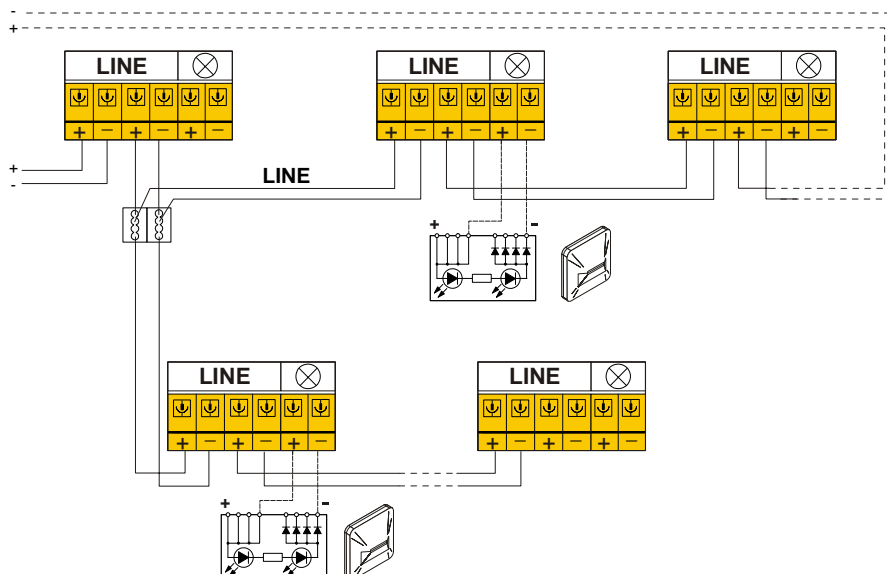 -
+
LINE
LINE
LINE
+ − + − + −
+ − + − + −
+ − + − + −
+
-
LINE
+ -
LINE
LINE
+ − + − + −
+ − + − + −
+ -